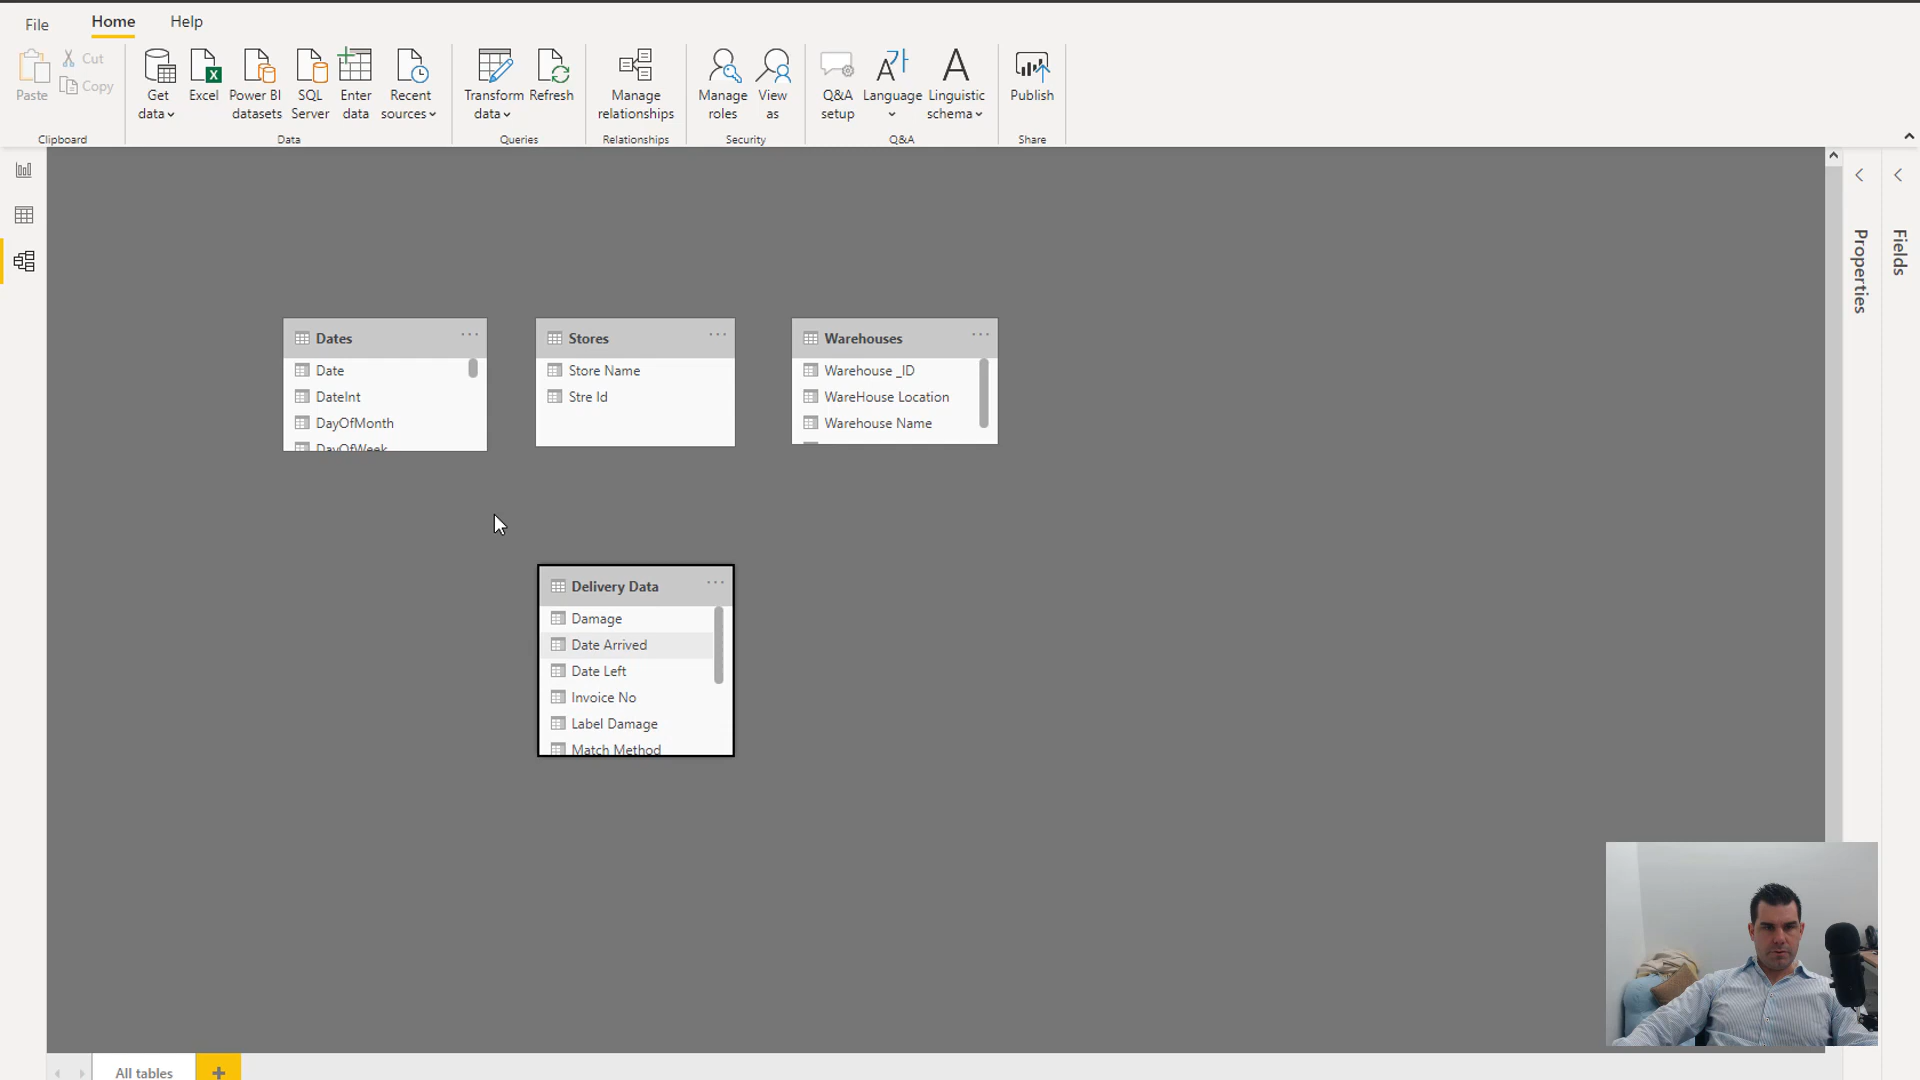 File
Home
Help
Paste
Cut
Copy
Clipboard
Get data
Excel
Power BI datasets
SQL Server
Enter data
Recent sources
Data
Transform data
Refresh
Queries
Manage relationships
Relationships
Manage roles
View as
Security
Q&A setup
Language
Linguistic schema
Q&A
Publish
Share
Properties
Fields
Dates
Date
DateInt
DayOfMonth
DayOfWeek
Stores
Store Name
Stre Id
Warehouses
Warehouse _ID
WareHouse Location
Warehouse Name
Delivery Data
Damage
Date Arrived
Date Left
Invoice No
Label Damage
Match Method
All tables